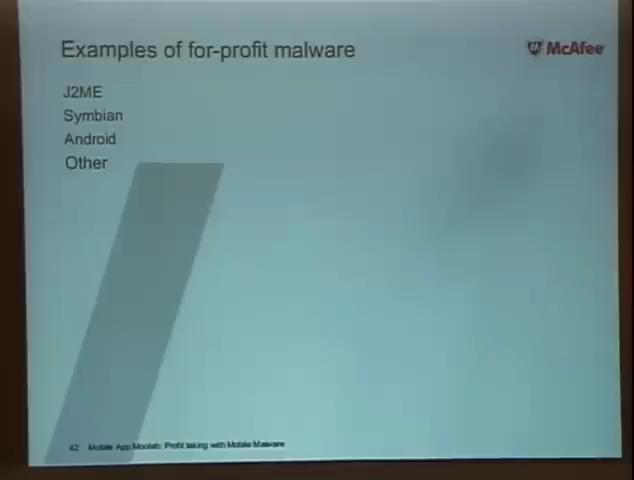 Examples of for-profit malware
McAfee
J2ME
Symbian
Android
Other
42 Mobile App Moolah: Profit taking with Mobile Malware